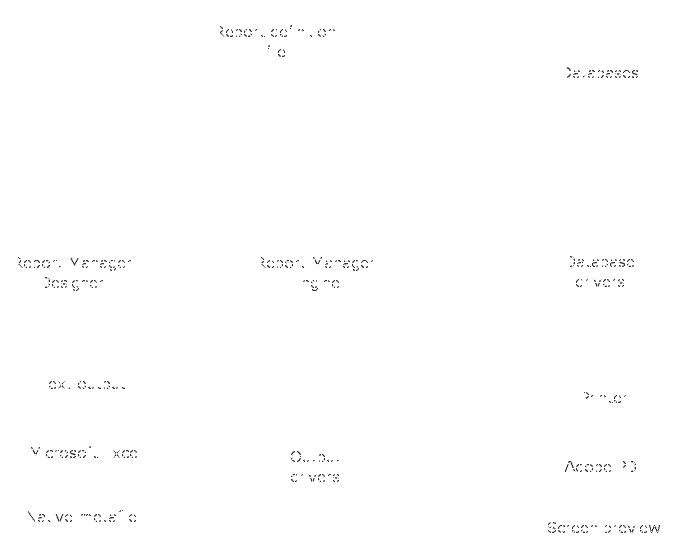 Report definition
file
Databases
Report Manager
Designer
Report Manager
Engine
Database
drivers
Text output
Printer
Microsoft Excel
Output
drivers
Adobe PDF
Native metafile
Screen preview